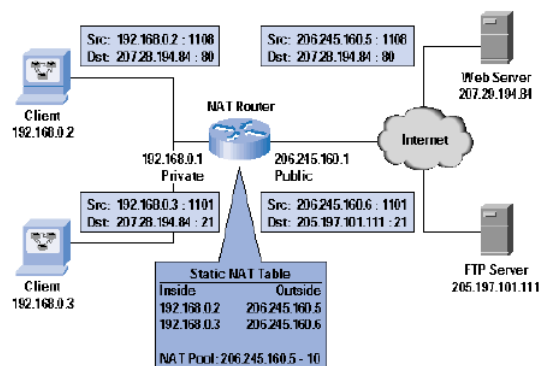 Src: 192.168.0.2 : 1108
Dst: 207.28.194.84 : 80
Src: 206.245.160.5 : 1108
Dst: 207.28.194.84 : 80
Client
192.168.0.2
NAT Router
Web Server
207.29.194.84
Internet
192.168.0.1
Private
206.245.160.1
Public
Src: 192.168.0.3 : 1101
Dst: 207.28.194.84 : 21
Src: 206.245.160.6 : 1101
Dst: 205.197.101.111 : 21
Client
192.168.0.3
FTP Server
205.197.101.111
Static NAT Table
Inside Outside
192.168.0.2 206.245.160.5
192.168.0.3 206.245.160.6
NAT Pool: 206.245.160.5 - 10